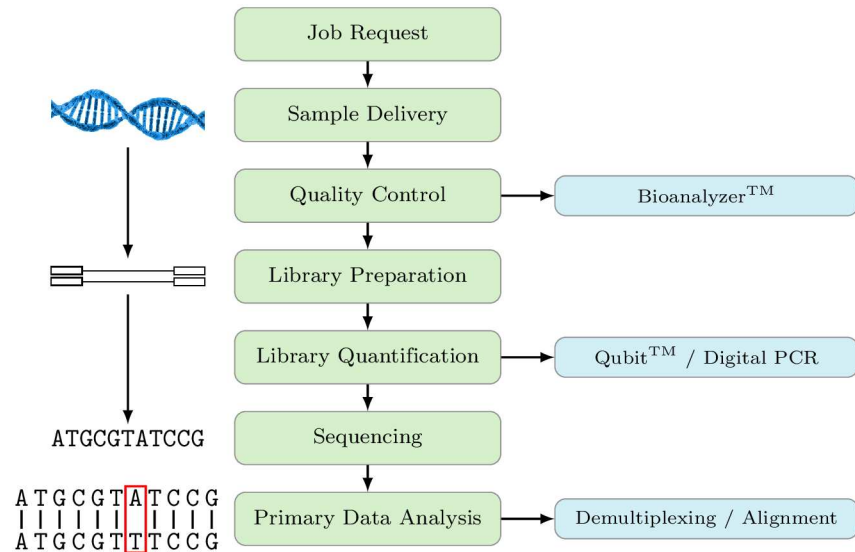 Job Request
Sample Delivery
Quality Control
Bioanalyzer™
Library Preparation
Library Quantification
Qubit™ / Digital PCR
ATGCGTATCCG
Sequencing
ATGCGTATCCG
Primary Data Analysis
Demultiplexing / Alignment
ATGCGTTTCCG